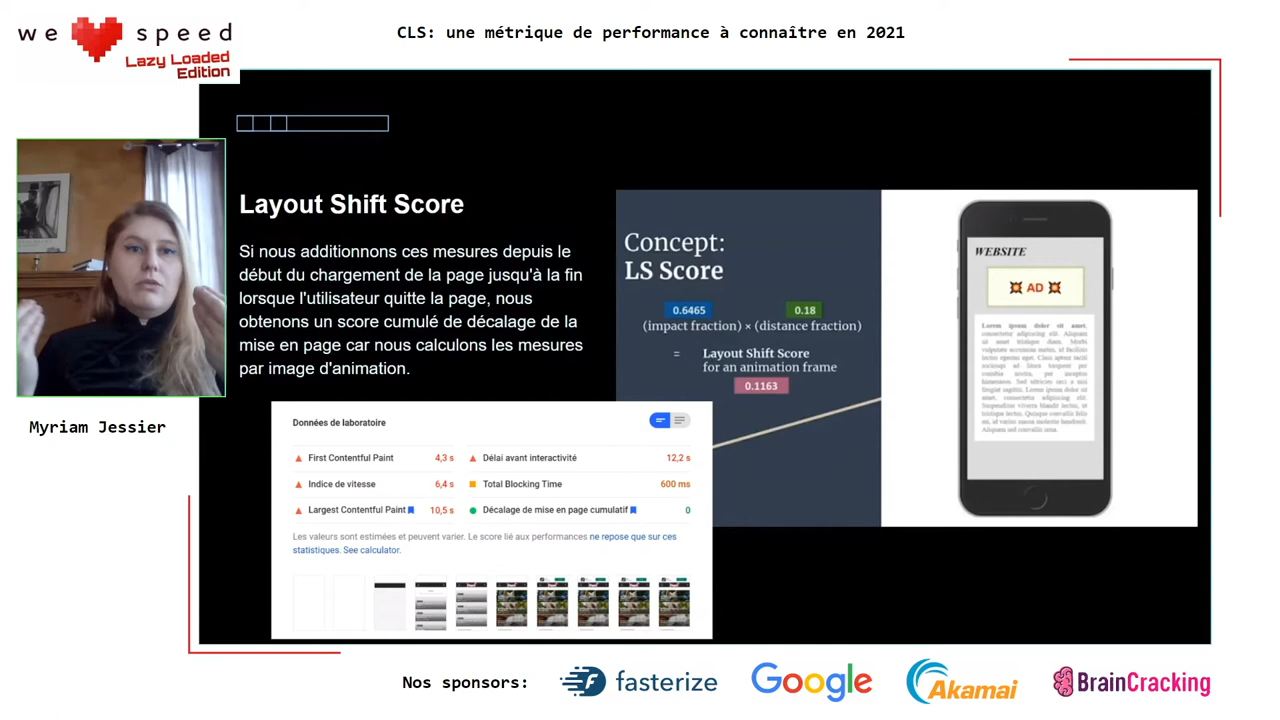 we speed
Lazy Loaded
Edition
CLS: une métrique de performance à connaître en 2021
Myriam Jessier
Layout Shift Score
Si nous additionnons ces mesures depuis le
début du chargement de la page jusqu'à la fin
lorsque l'utilisateur quitte la page, nous
obtenons un score cumulé de décalage de la
mise en page car nous calculons les mesures
par image d'animation.
Concept:
LS Score
0.6465 0.18
(impact fraction) × (distance fraction)
= Layout Shift Score
for an animation frame
0.1163
WEBSITE
AD
Lorem ipsum dolor sit amet,
Données de laboratoire
First Contentful Paint 4,3 s
Délai avant interactivité 12,2 s
Indice de vitesse 6,4 s
Total Blocking Time 600 ms
Largest Contentful Paint 10,5 s
Décalage de mise en page cumulatif 0
Les valeurs sont estimées et peuvent varier. Le score lié aux performances ne repose que sur ces
statistiques. See calculator.
Nos sponsors: fasterize Google Akamai BrainCracking